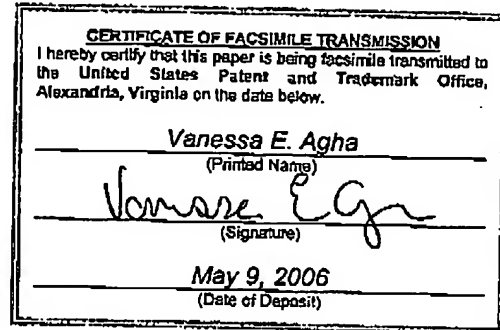 CERTIFICATE OF FACSIMILE TRANSMISSION
I hereby certify that this paper is being facsimile transmitted to
the United States Patent and Trademark Office,
Alexandria, Virginia on the date below.
Vanessa E. Agha
(Printed Name)
(Signature)
May 9, 2006
(Date of Deposit)